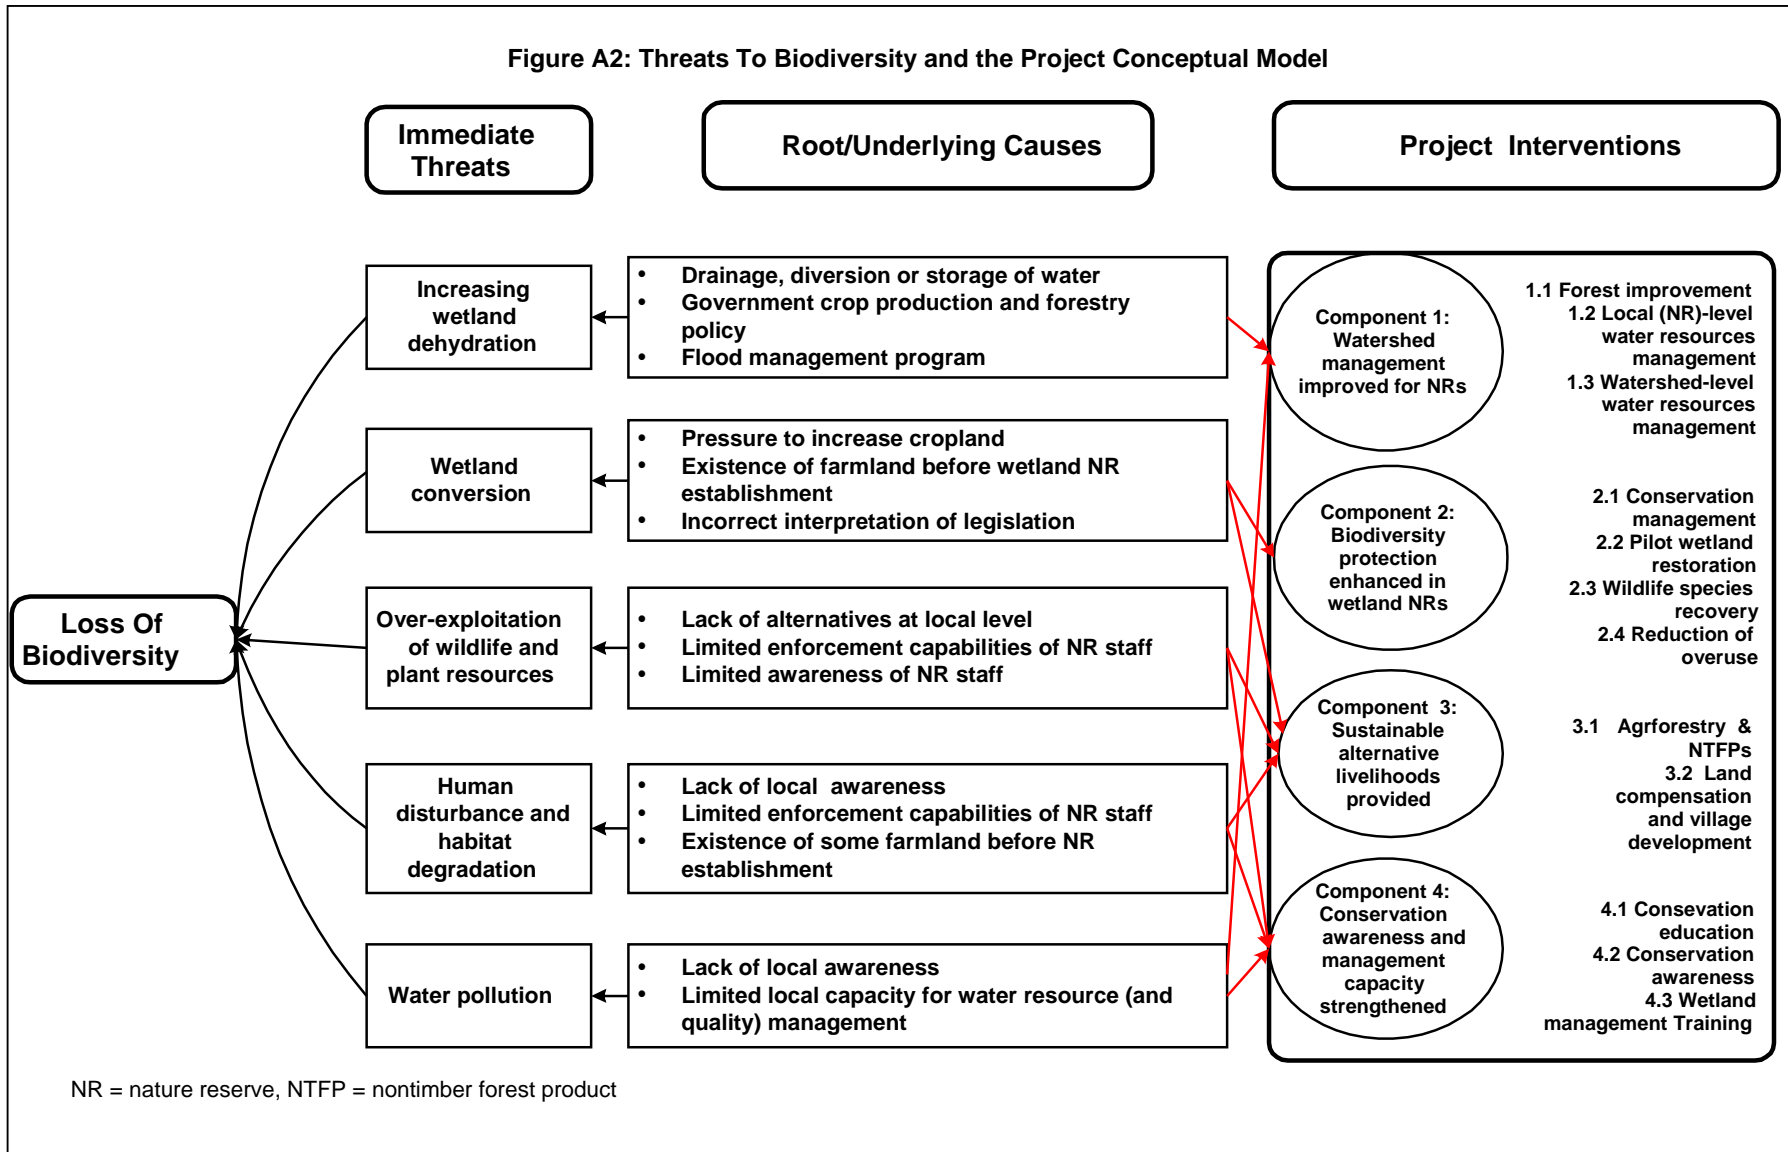 Figure A2: Threats To Biodiversity and the Project Conceptual Model
Immediate
Threats
Root/Underlying Causes
Project Interventions
Loss Of
Biodiversity
Increasing
wetland
dehydration
• Drainage, diversion or storage of water
• Government crop production and forestry
policy
• Flood management program
Wetland
conversion
• Pressure to increase cropland
• Existence of farmland before wetland NR
establishment
• Incorrect interpretation of legislation
Over-exploitation
of wildlife and
plant resources
• Lack of alternatives at local level
• Limited enforcement capabilities of NR staff
• Limited awareness of NR staff
Human
disturbance and
habitat
degradation
• Lack of local awareness
• Limited enforcement capabilities of NR staff
• Existence of some farmland before NR
establishment
Water pollution
• Lack of local awareness
• Limited local capacity for water resource (and
quality) management
Component 1:
Watershed
management
improved for NRs
1.1 Forest improvement
1.2 Local (NR)-level
water resources
management
1.3 Watershed-level
water resources
management
Component 2:
Biodiversity
protection
enhanced in
wetland NRs
2.1 Conservation
management
2.2 Pilot wetland
restoration
2.3 Wildlife species
recovery
2.4 Reduction of
overuse
Component 3:
Sustainable
alternative
livelihoods
provided
3.1 Agrforestry &
NTFPs
3.2 Land
compensation
and village
development
Component 4:
Conservation
awareness and
management
capacity
strengthened
4.1 Consevation
education
4.2 Conservation
awareness
4.3 Wetland
management Training
NR = nature reserve, NTFP = nontimber forest product